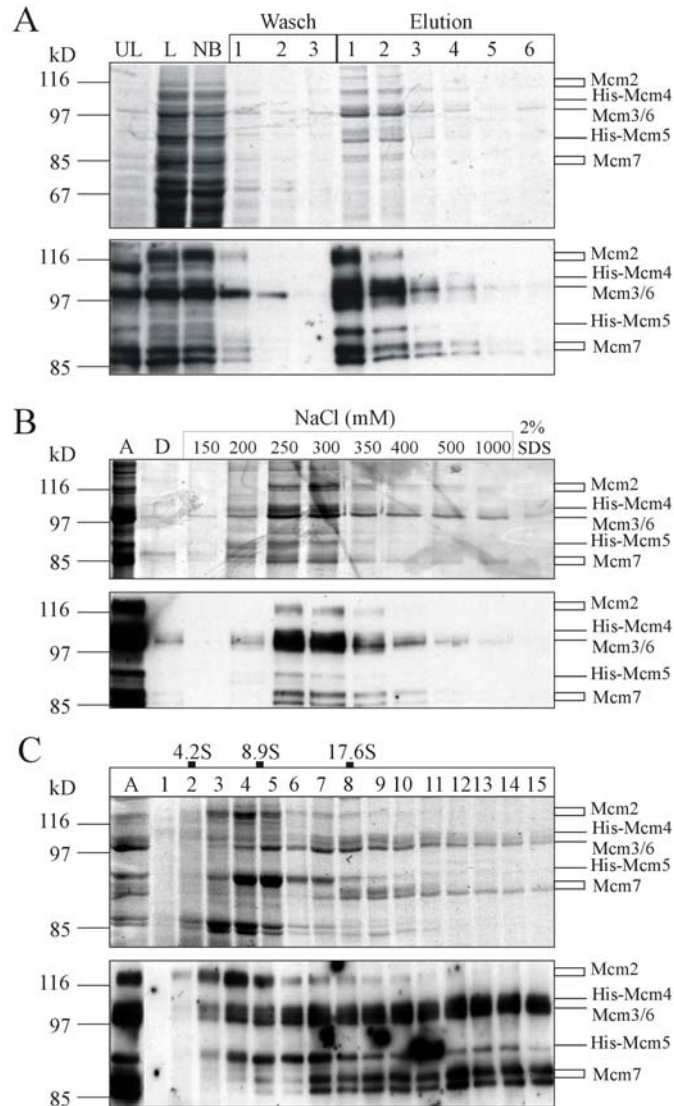 A
Wasch Elution
kD UL L NB 1 2 3 1 2 3 4 5 6
116
97
85
67
Mcm2
His-Mcm4
Mcm3/6
His-Mcm5
Mcm7
116
97
85
Mcm2
His-Mcm4
Mcm3/6
His-Mcm5
Mcm7
B
NaCl (mM)
kD A D 150 200 250 300 350 400 500 1000 2% SDS
116
97
85
Mcm2
His-Mcm4
Mcm3/6
His-Mcm5
Mcm7
116
97
85
Mcm2
His-Mcm4
Mcm3/6
His-Mcm5
Mcm7
C
4.2S 8.9S 17.6S
kD A 1 2 3 4 5 6 7 8 9 10 11 12 13 14 15
116
97
85
Mcm2
His-Mcm4
Mcm3/6
His-Mcm5
Mcm7
116
97
85
Mcm2
His-Mcm4
Mcm3/6
His-Mcm5
Mcm7